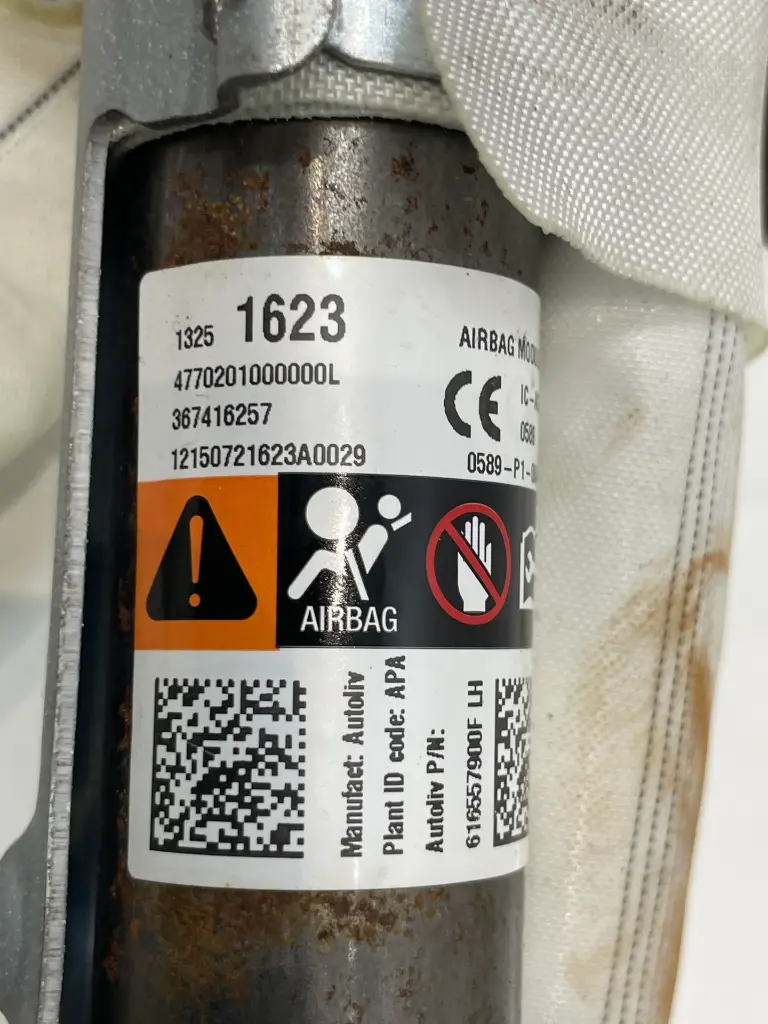 1325 1623
4770201000000L
367416257
12150721623A0029
AIRBAG
CE
0589
0589-P1-
AIRBAG
Manufact: Autoliv
Plant ID code: APA
Autoliv P/N:
616557900F LH